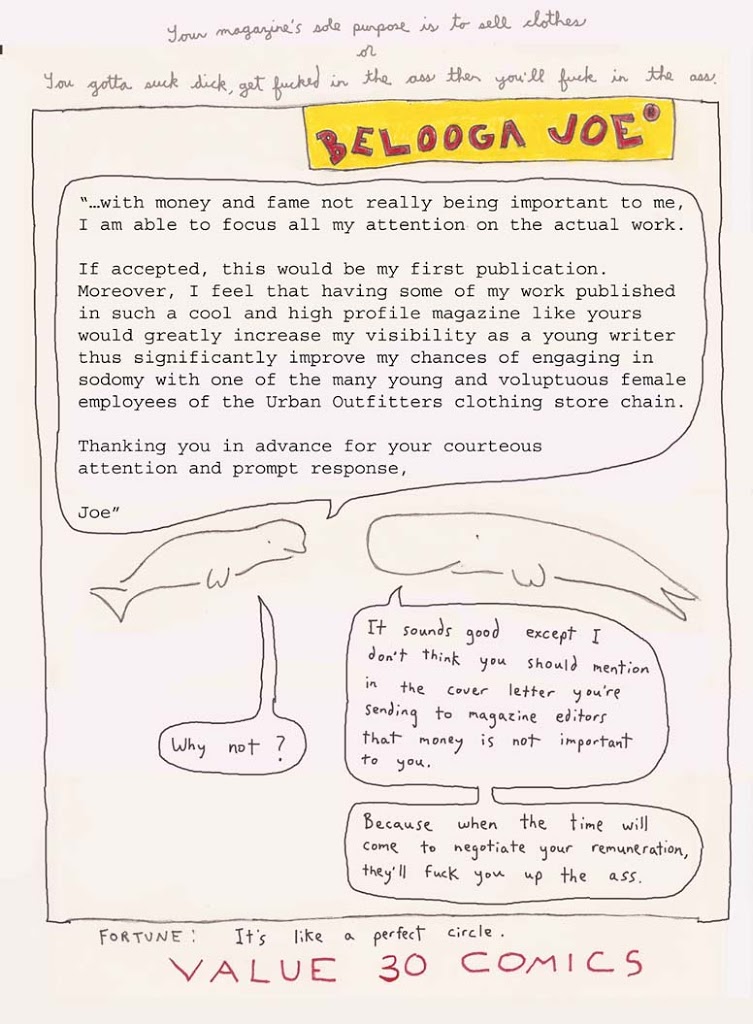 Your magazine's sole purpose is to sell clothes
or
You gotta suck dick, get fucked in the ass then you'll fuck in the ass.
BELOOGA JOE®
"…with money and fame not really being important to me,
I am able to focus all my attention on the actual work.
If accepted, this would be my first publication.
Moreover, I feel that having some of my work published
in such a cool and high profile magazine like yours
would greatly increase my visibility as a young writer
thus significantly improve my chances of engaging in
sodomy with one of the many young and voluptuous female
employees of the Urban Outfitters clothing store chain.
Thanking you in advance for your courteous
attention and prompt response,
Joe"
It sounds good except I
don't think you should mention
in the cover letter you're
sending to magazine editors
that money is not important
to you.
Why not?
Because when the time will
come to negotiate your remuneration,
they'll fuck you up the ass.
FORTUNE: It's like a perfect circle.
VALUE 30 COMICS